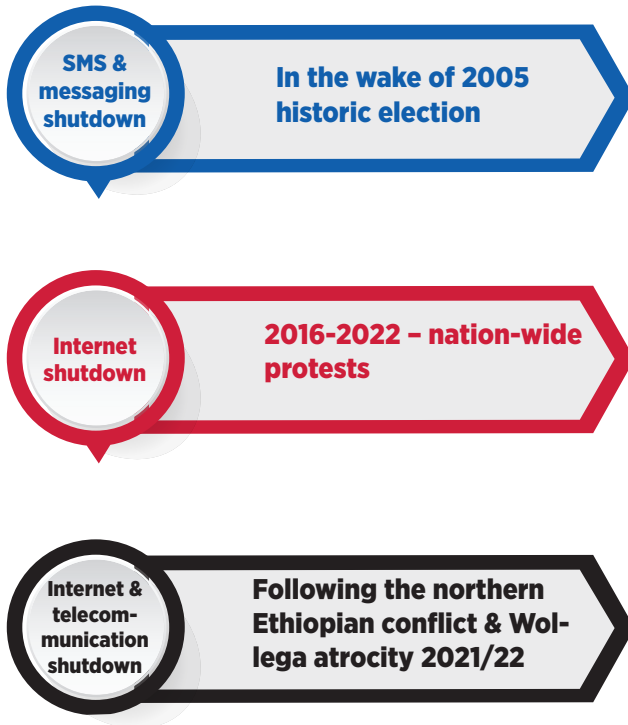 SMS &
messaging
shutdown
In the wake of 2005
historic election
Internet
shutdown
2016-2022 – nation-wide
protests
Internet &
telecom-
munication
shutdown
Following the northern
Ethiopian conflict & Wol-
lega atrocity 2021/22